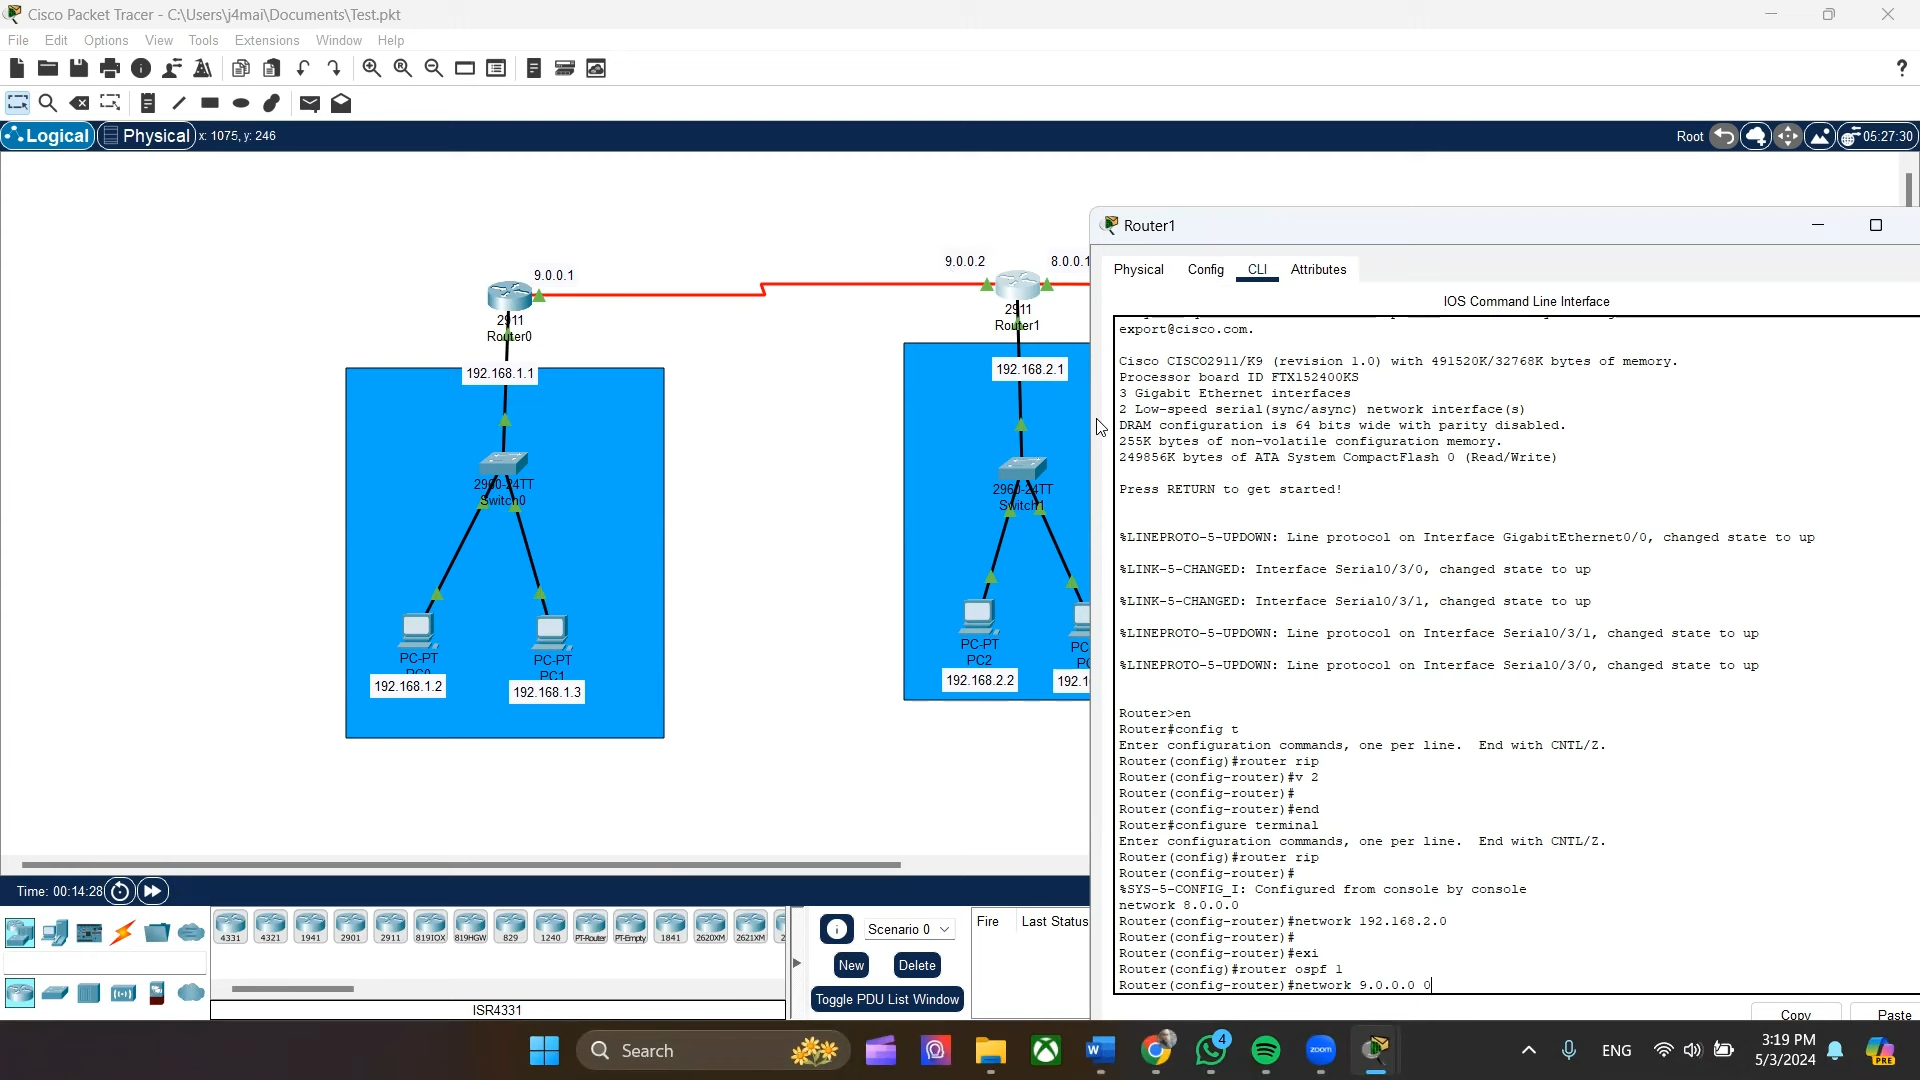 Cisco Packet Tracer - C:\Users\j4mai\Documents\Test.pkt
File Edit Options View Tools Extensions Window Help
?
Logical Physical x: 1075, y: 246
Root 05:27:30
9.0.0.1
2911
Router0
192.168.1.1
2960-24TT
Switch0
PC-PT
PC0
192.168.1.2
PC-PT
PC1
192.168.1.3
9.0.0.2
8.0.0.1
2911
Router1
192.168.2.1
2960-24TT
Switch1
PC-PT
PC2
192.168.2.2
PC
PC
192.1
Router1
Physical Config CLI Attributes
IOS Command Line Interface
export@cisco.com.
Cisco CISCO2911/K9 (revision 1.0) with 491520K/32768K bytes of memory.
Processor board ID FTX152400KS
3 Gigabit Ethernet interfaces
2 Low-speed serial(sync/async) network interface(s)
DRAM configuration is 64 bits wide with parity disabled.
255K bytes of non-volatile configuration memory.
249856K bytes of ATA System CompactFlash 0 (Read/Write)
Press RETURN to get started!
%LINEPROTO-5-UPDOWN: Line protocol on Interface GigabitEthernet0/0, changed state to up
%LINK-5-CHANGED: Interface Serial0/3/0, changed state to up
%LINK-5-CHANGED: Interface Serial0/3/1, changed state to up
%LINEPROTO-5-UPDOWN: Line protocol on Interface Serial0/3/1, changed state to up
%LINEPROTO-5-UPDOWN: Line protocol on Interface Serial0/3/0, changed state to up
Router>en
Router#config t
Enter configuration commands, one per line.  End with CNTL/Z.
Router(config)#router rip
Router(config-router)#v 2
Router(config-router)#
Router(config-router)#end
Router#configure terminal
Enter configuration commands, one per line.  End with CNTL/Z.
Router(config)#router rip
Router(config-router)#
%SYS-5-CONFIG_I: Configured from console by console
network 8.0.0.0
Router(config-router)#network 192.168.2.0
Router(config-router)#
Router(config-router)#exi
Router(config)#router ospf 1
Router(config-router)#network 9.0.0.0 0
Copy Paste
Time: 00:14:28
4331 4321 1941 2901 2911 819IOX 819HGW 829 1240 PT-Router PT-Empty 1841 2620XM 2621XM 2
ISR4331
Scenario 0
New Delete
Toggle PDU List Window
Fire Last Status
Search
W
4
zoom
ENG
3:19 PM
5/3/2024
PRE